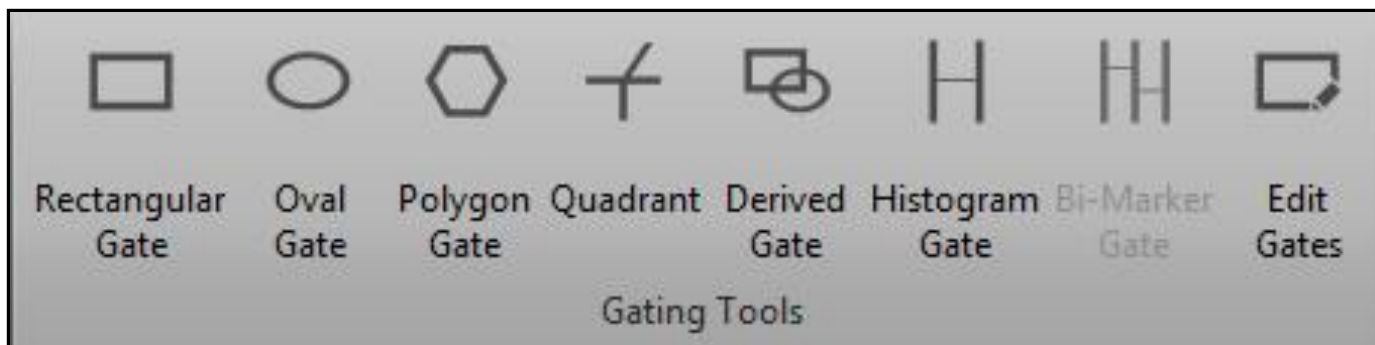 Rectangular Gate
Oval Gate
Polygon Gate
Quadrant
Derived Gate
Histogram Gate
Bi-Marker Gate
Edit Gates
Gating Tools